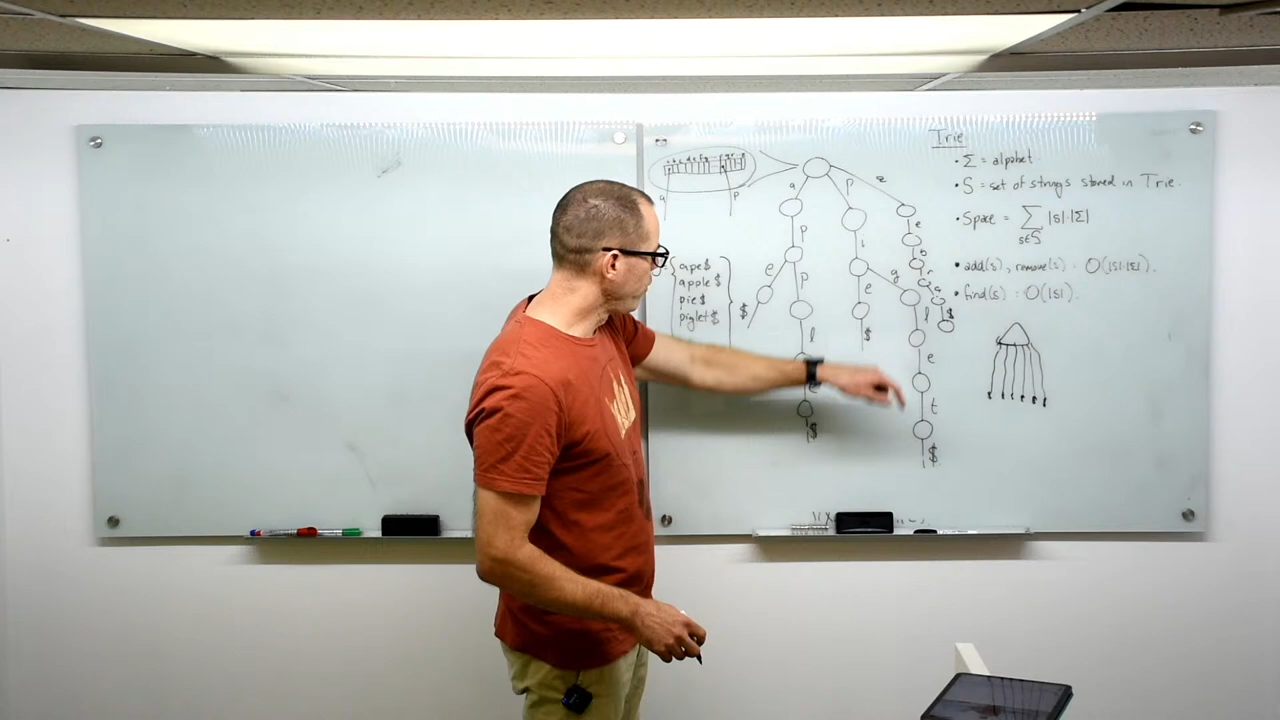 Trie
• Σ = alphabet.
• S = set of strings stored in Trie.
• Space = Σ |s|·|Σ|
s∈S
• add(s), remove(s) : O(|s|·|Σ|).
• find(s) : O(|s|).
a p
ape$
apple$
pie$
piglet$
a p z
p i e
e p e g b
$ l $ l r
e e a
$ t $
$